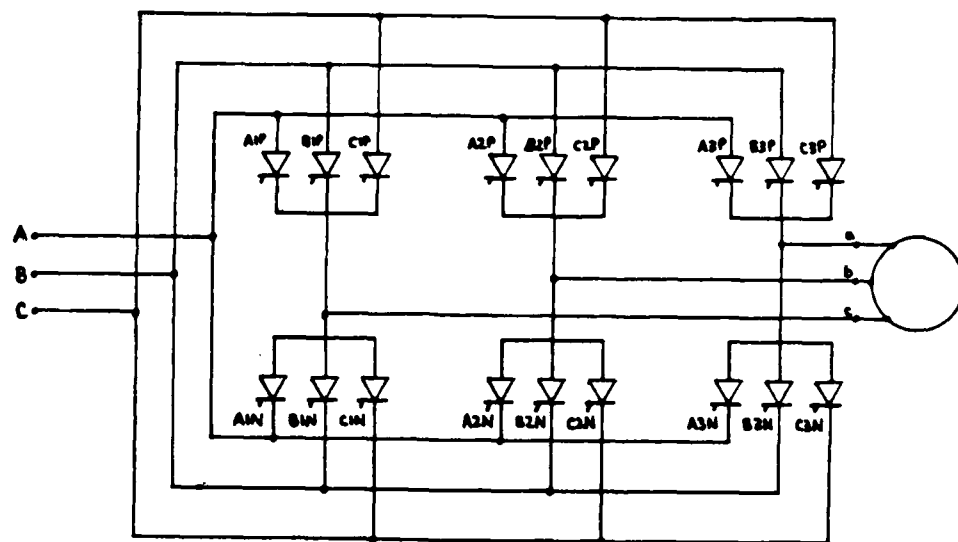 A1P B1P C1P A2P B2P C2P A3P B3P C3P
A
B
C
a
b
c
A1N B1N C1N A2N B2N C2N A3N B3N C3N